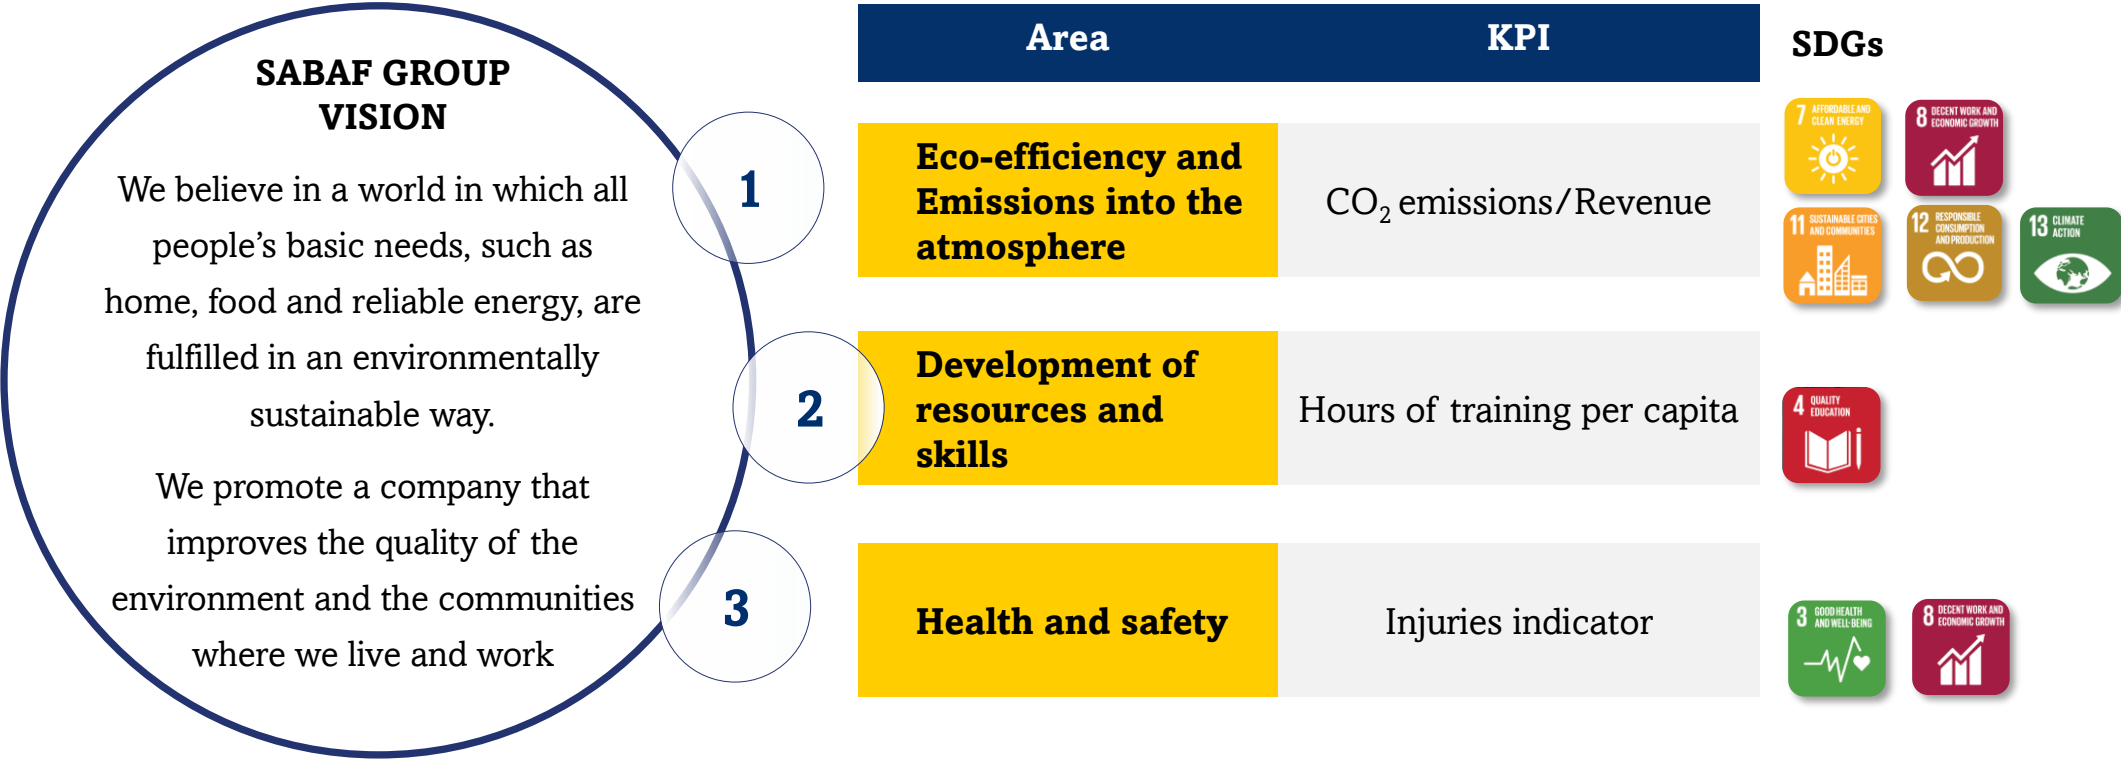 SABAF GROUP
VISION
We believe in a world in which all
people’s basic needs, such as
home, food and reliable energy, are
fulfilled in an environmentally
sustainable way.
We promote a company that
improves the quality of the
environment and the communities
where we live and work
Area
KPI
SDGs
1
Eco-efficiency and
Emissions into the
atmosphere
CO₂ emissions/Revenue
7 AFFORDABLE AND
CLEAN ENERGY
8 DECENT WORK AND
ECONOMIC GROWTH
11 SUSTAINABLE CITIES
AND COMMUNITIES
12 RESPONSIBLE
CONSUMPTION
AND PRODUCTION
13 CLIMATE
ACTION
2
Development of
resources and
skills
Hours of training per capita
4 QUALITY
EDUCATION
3
Health and safety
Injuries indicator
3 GOOD HEALTH
AND WELL-BEING
8 DECENT WORK AND
ECONOMIC GROWTH